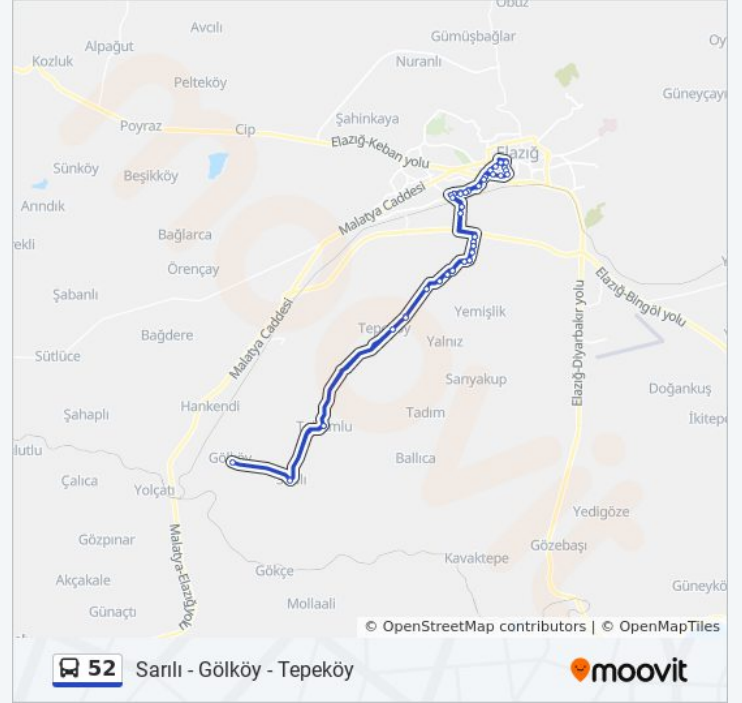 Obuz
Avcılı
Gümüşbağlar
Alpağut
Oy
Kozluk
Nuranlı
Pelteköy
Güneyçayı
Şahinkaya
Poyraz
Cip
Elazığ-Keban yolu
Elazığ
Sünköy
Beşikköy
Malatya Caddesi
Arındık
Bağlarca
ekli
Örençay
Elazığ-Bingöl yolu
Şabanlı
Malatya Caddesi
Yemişlik
Tepeköy
Bağdere
Yalnız
Sütlüce
Elazığ-Diyarbakır yolu
Sarıyakup
Doğankuş
Hankendi
Şahaplı
Tadım
İkitepe
lutlu
Gölköy
Ballıca
Çalıca
Yolçatı
Malatya-Elazığ yolu
Yedigöze
Gözpınar
Gözebaşı
Kavaktepe
Gökçe
Akçakale
Güneykö
Mollaali
Günaçtı
© OpenStreetMap contributors | © OpenMapTiles
52 Sarılı - Gölköy - Tepeköy
moovit